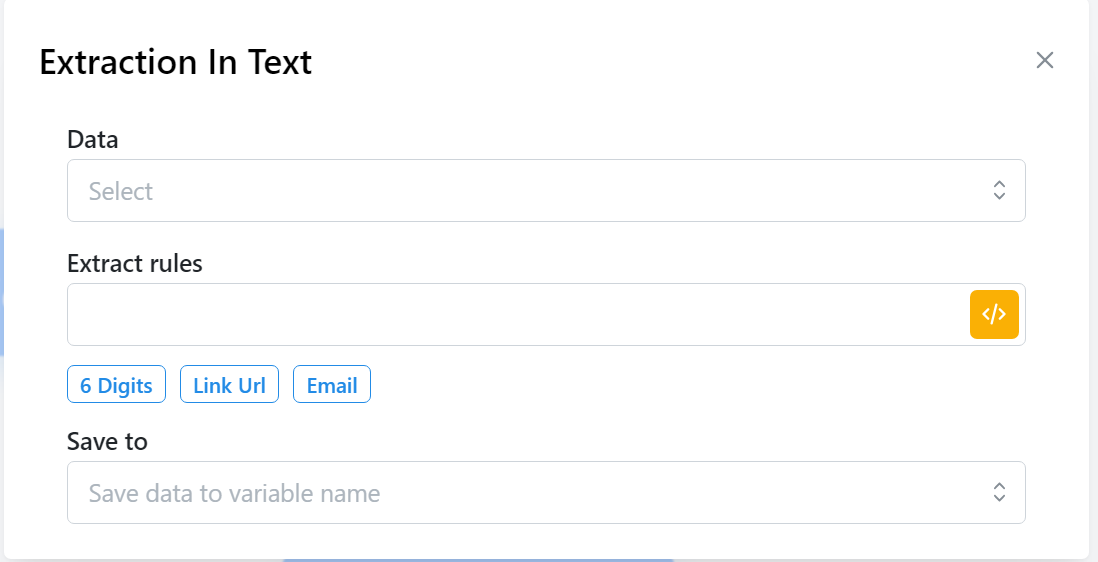 Extraction In Text
Data
Select
Extract rules
</>
6 Digits Link Url Email
Save to
Save data to variable name